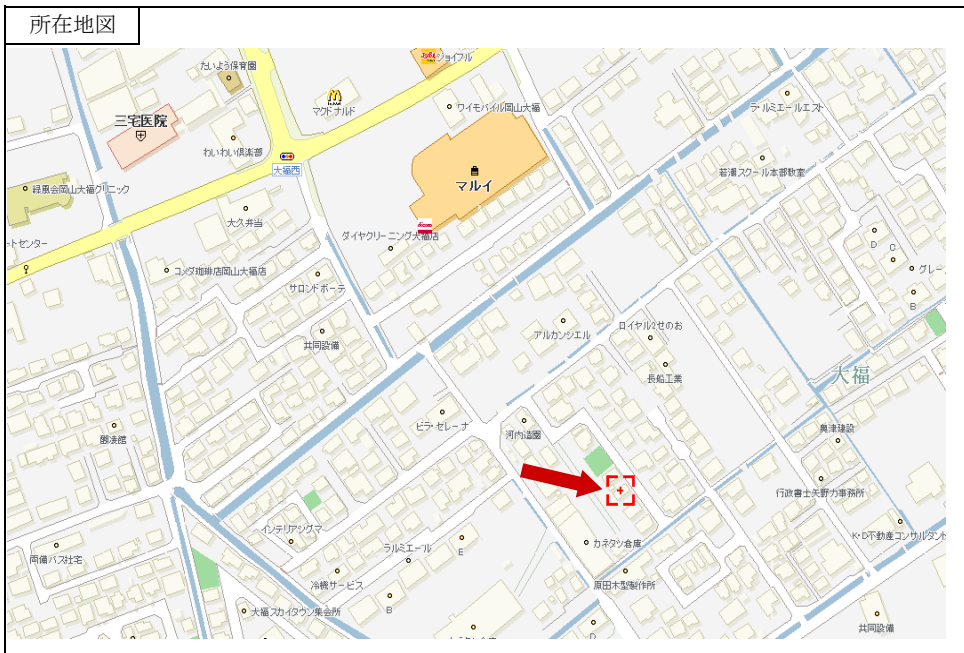 所在地図
ジョイフル
たいよう保育園
マクドナルド
ワイモバイル岡山大福
ラ・ルミエールエスト
三宅医院
わいわい倶楽部
大福西
マルイ
若瀬スクール本部教室
緑風会岡山大福クリニック
大久弁当
ダイヤクリーニング大福店
D
C
ートセンター
コメダ珈琲店岡山大福店
グレー
サロンドボーテ
B
ロイヤル2せのお
アルカンシエル
共同設備
長船工業
大福
ビラ・セレーナ
奥津建設
河内造園
行政書士矢野力事務所
インテリアシグマ
K・D不動産コンサルタント
カネタツ倉庫
E
ラルミエール
両備バス社宅
冷機サービス
原田木型製作所
B
大福スカイタウン集会所
D
共同設備